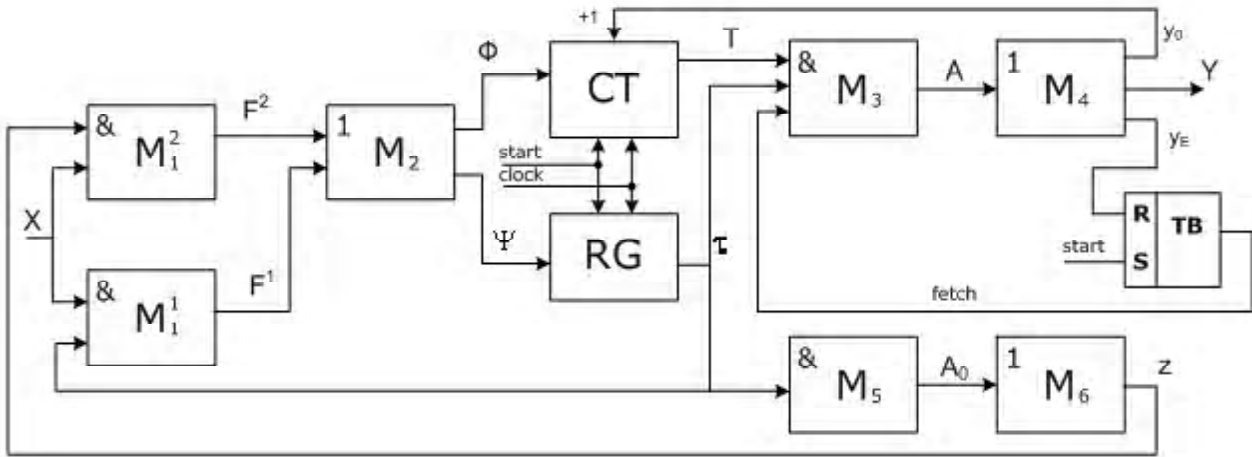 +1
y₀
Φ
CT
T
&
M₃
A
1
M₄
Y
&
M₁²
F²
1
M₂
start
clock
y_E
X
Ψ
RG
τ
R
TB
start
S
&
M₁¹
F¹
fetch
&
M₅
A₀
1
M₆
z